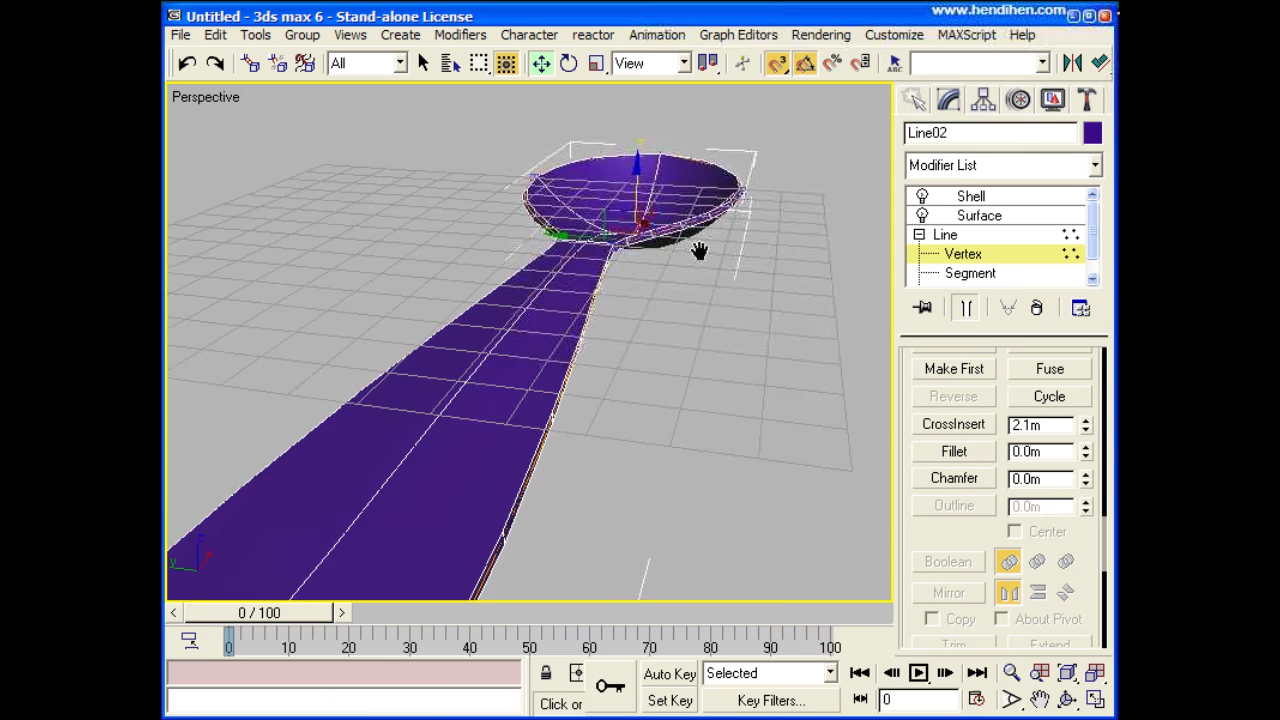 www.hendihen.com
Untitled - 3ds max 6 - Stand-alone License
File Edit Tools Group Views Create Modifiers Character reactor Animation Graph Editors Rendering Customize MAXScript Help
All View
Perspective
Line02
Modifier List
Shell
Surface
Line
Vertex
Segment
Make First Fuse
Reverse Cycle
CrossInsert 2.1m
Fillet 0.0m
Chamfer 0.0m
Outline 0.0m
Center
Boolean
Mirror
Copy About Pivot
Trim Extend
z
y
x
< 0 / 100 >
0 10 20 30 40 50 60 70 80 90 100
Auto Key Selected
Click or Set Key Key Filters... 0